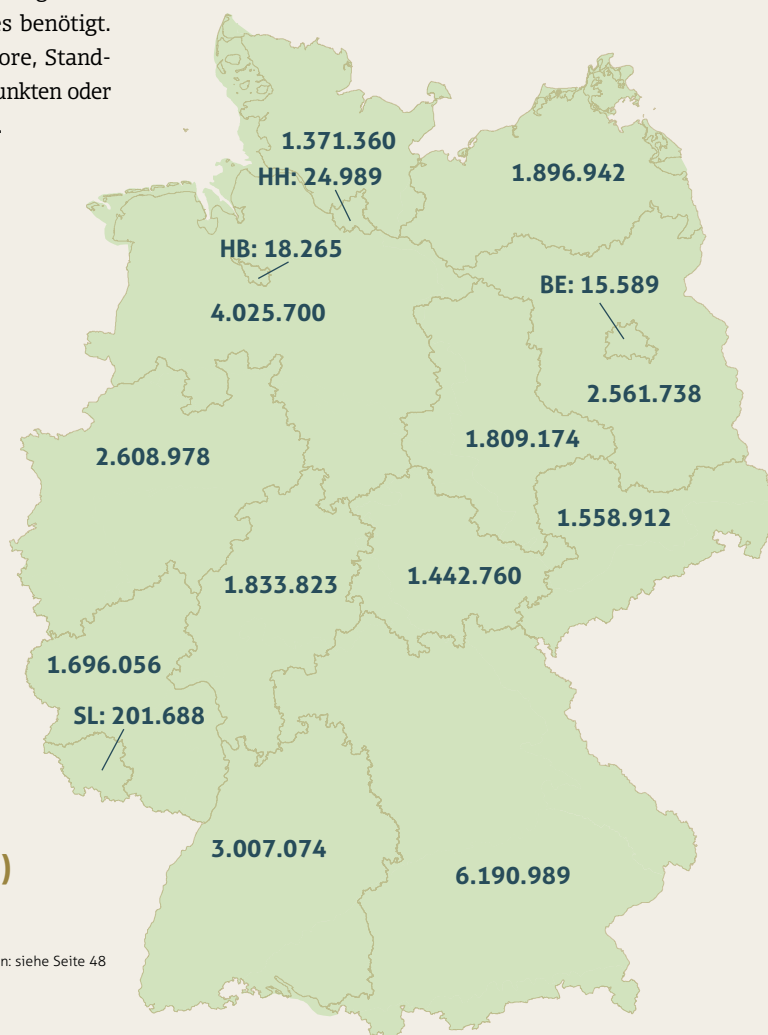 es benötigt.
ore, Stand-
unkten oder
1.371.360
HH: 24.989
1.896.942
HB: 18.265
BE: 15.589
4.025.700
2.561.738
1.809.174
2.608.978
1.558.912
1.442.760
1.833.823
1.696.056
SL: 201.688
3.007.074
)
6.190.989
n: siehe Seite 48